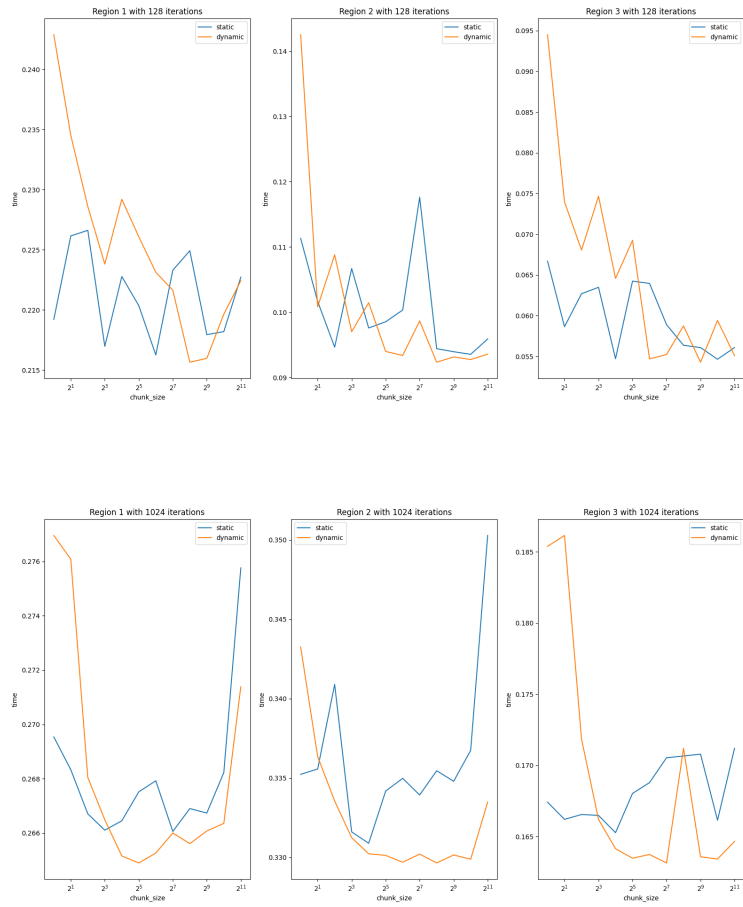 Region 1 with 128 iterations
static
dynamic
0.240
0.235
0.230
0.225
0.220
0.215
time
2^1
2^3
2^5
2^7
2^9
2^11
chunk_size
Region 2 with 128 iterations
static
dynamic
0.14
0.13
0.12
0.11
0.10
0.09
time
2^1
2^3
2^5
2^7
2^9
2^11
chunk_size
Region 3 with 128 iterations
static
dynamic
0.095
0.090
0.085
0.080
0.075
0.070
0.065
0.060
0.055
time
2^1
2^3
2^5
2^7
2^9
2^11
chunk_size
Region 1 with 1024 iterations
static
dynamic
0.276
0.274
0.272
0.270
0.268
0.266
time
2^1
2^3
2^5
2^7
2^9
2^11
chunk_size
Region 2 with 1024 iterations
static
dynamic
0.350
0.345
0.340
0.335
0.330
time
2^1
2^3
2^5
2^7
2^9
2^11
chunk_size
Region 3 with 1024 iterations
static
dynamic
0.185
0.180
0.175
0.170
0.165
time
2^1
2^3
2^5
2^7
2^9
2^11
chunk_size